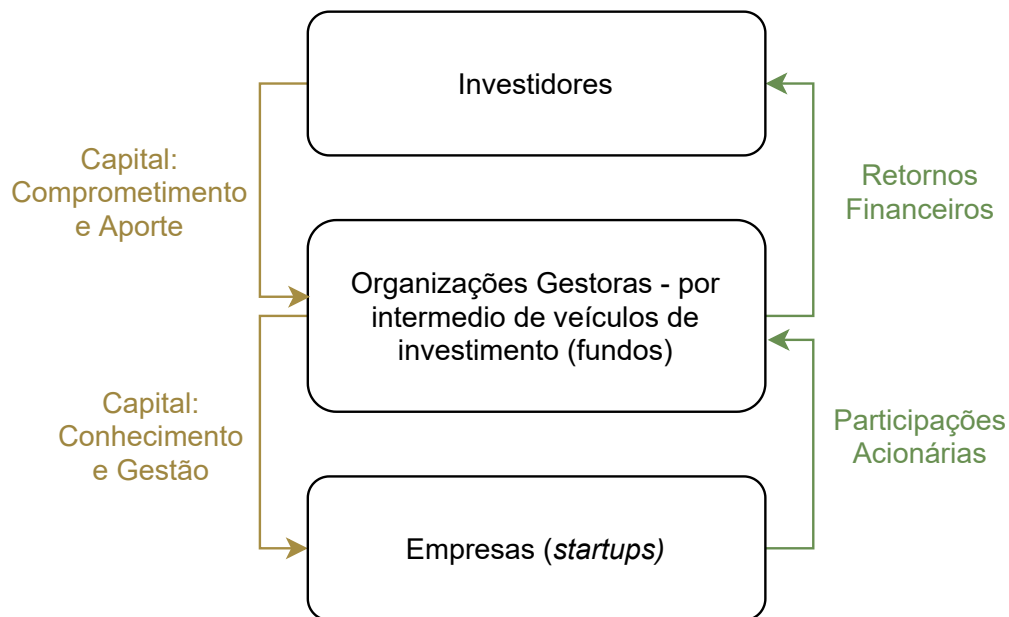 Investidores
Capital:
Comprometimento
e Aporte
Retornos
Financeiros
Organizações Gestoras - por
intermedio de veículos de
investimento (fundos)
Capital:
Conhecimento
e Gestão
Participações
Acionárias
Empresas (startups)